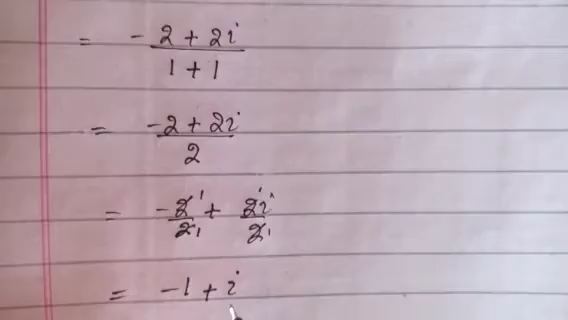 = -2 + 2i / 1 + 1
= -2 + 2i / 2
= -2/2 + 2i/2
= -1 + i